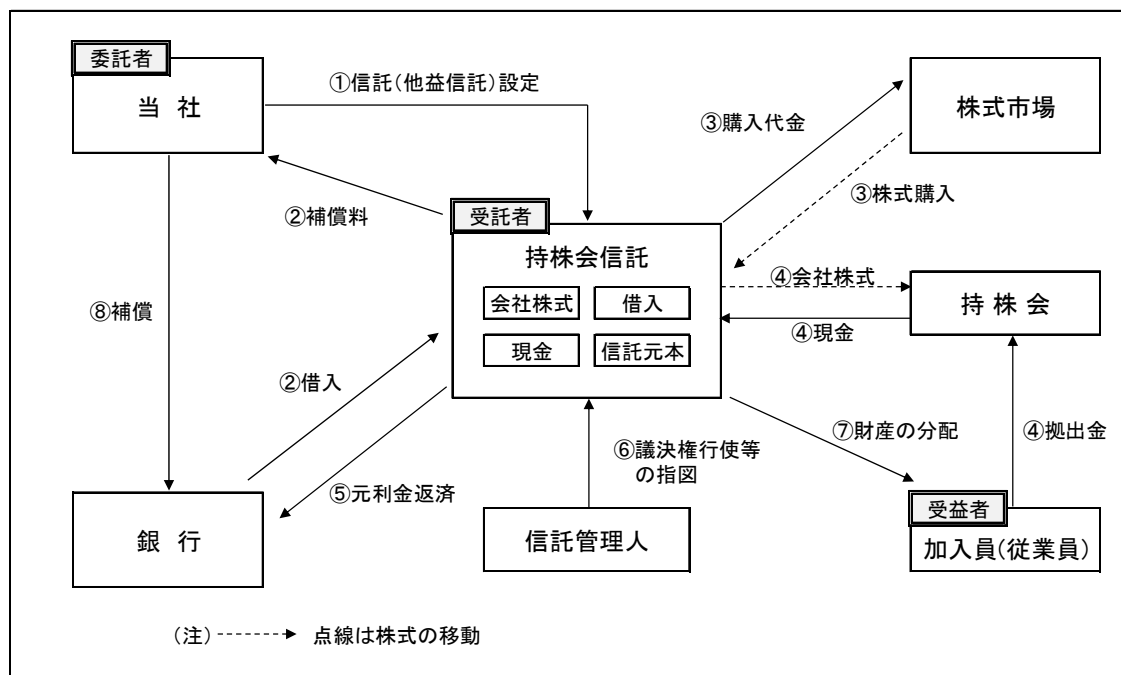 委託者
当 社
①信託(他益信託)設定
株式市場
③購入代金
②補償料
③株式購入
受託者
持株会信託
会社株式
借入
現金
信託元本
④会社株式
④現金
持 株 会
⑧補償
②借入
⑤元利金返済
⑥議決権行使等
の指図
⑦財産の分配
④拠出金
銀 行
信託管理人
受益者
加入員(従業員)
(注) 点線は株式の移動